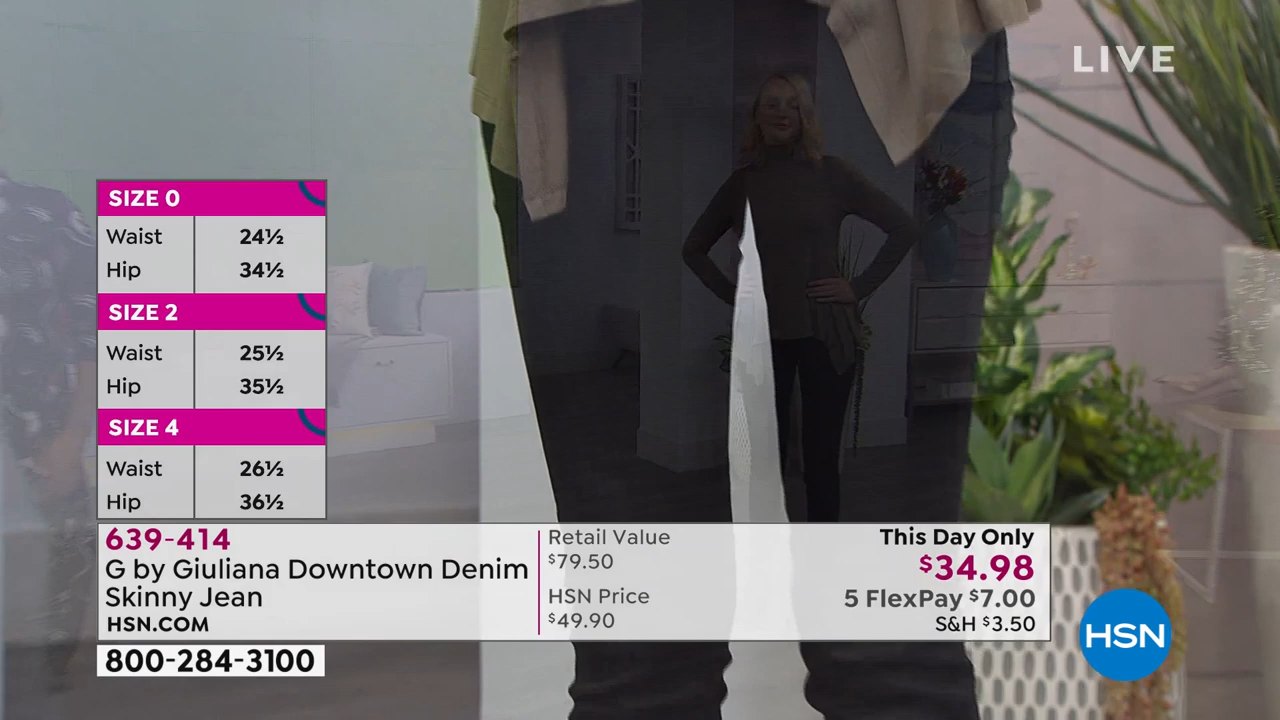 LIVE
SIZE 0
Waist 24½
Hip 34½
SIZE 2
Waist 25½
Hip 35½
SIZE 4
Waist 26½
Hip 36½
639-414
G by Giuliana Downtown Denim
Skinny Jean
HSN.COM
Retail Value
$79.50
HSN Price
$49.90
This Day Only
$34.98
5 FlexPay $7.00
S&H $3.50
800-284-3100
HSN